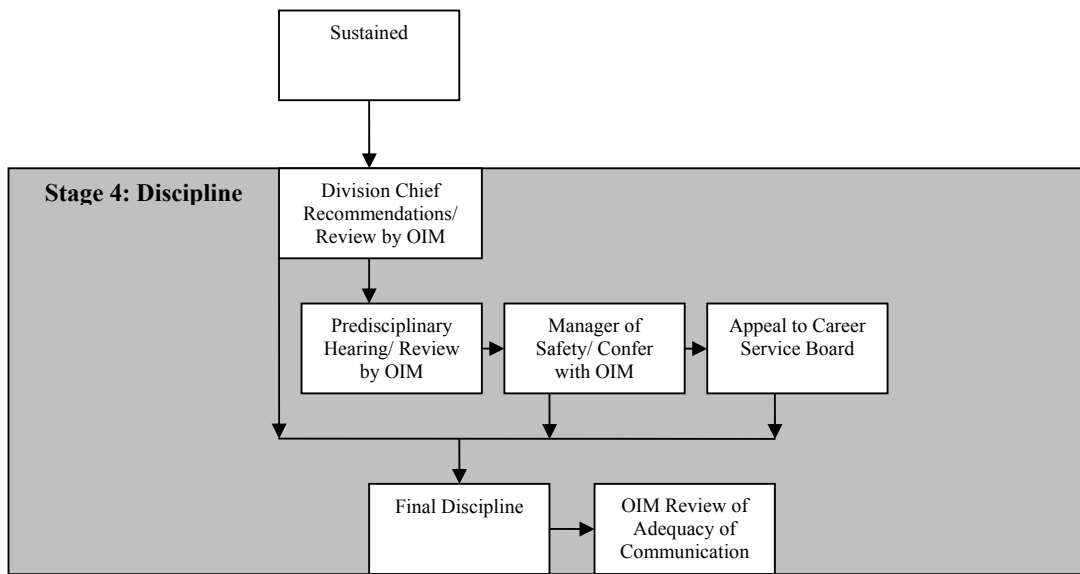 Sustained
Stage 4: Discipline
Division Chief
Recommendations/
Review by OIM
Predisciplinary
Hearing/ Review
by OIM
Manager of
Safety/ Confer
with OIM
Appeal to Career
Service Board
Final Discipline
OIM Review of
Adequacy of
Communication